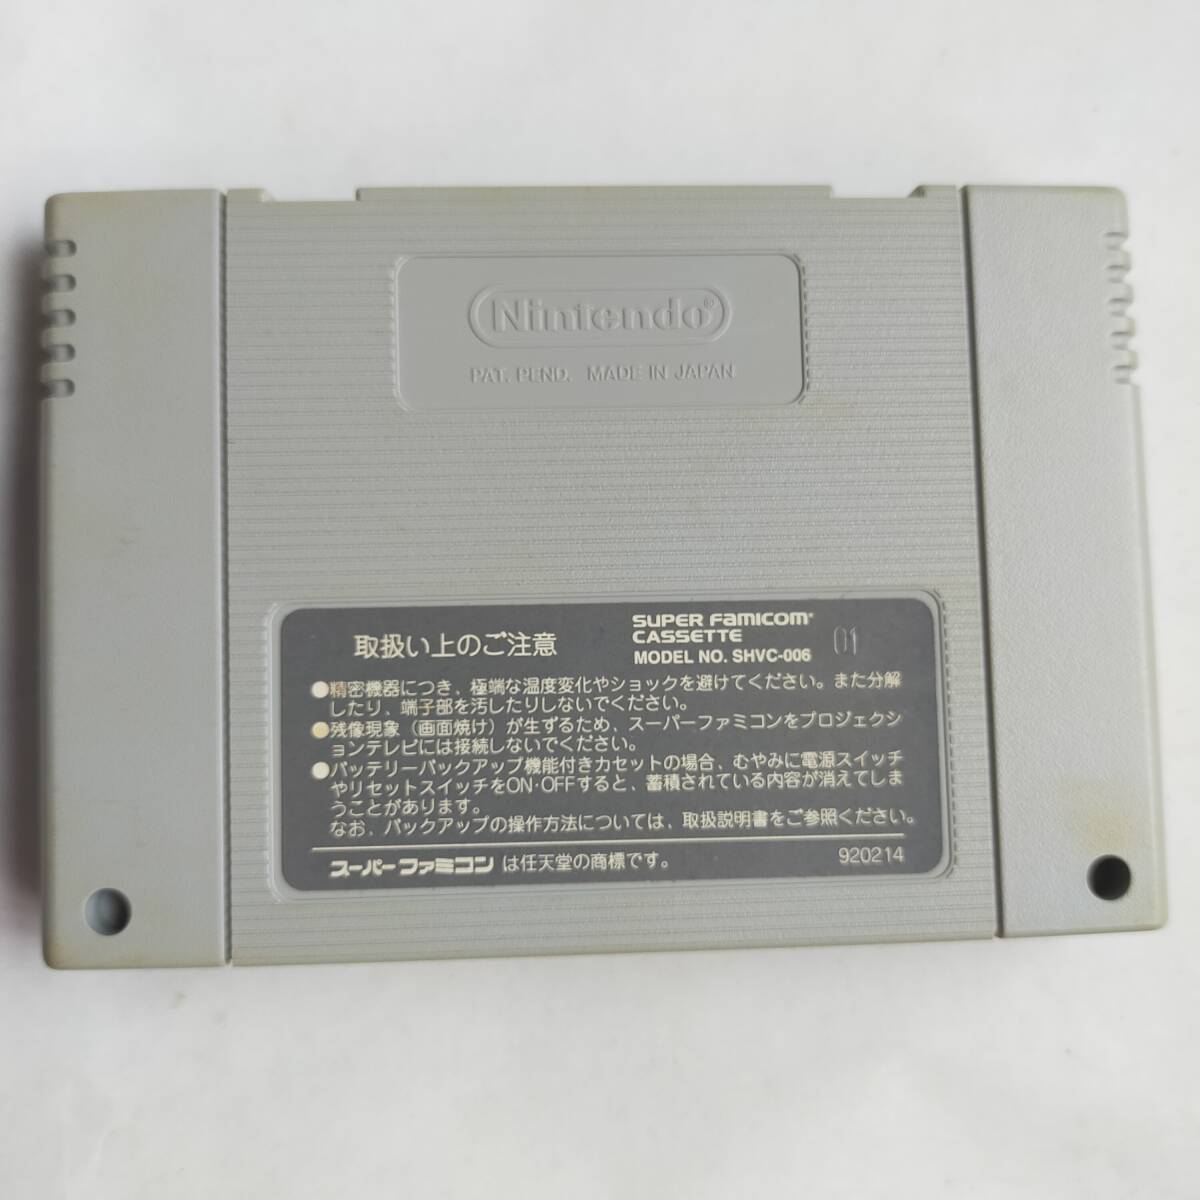 Nintendo®
PAT. PEND. MADE IN JAPAN
取扱い上のご注意
SUPER FAMICOM
CASSETTE
MODEL NO. SHVC-006
01
●精密機器につき、極端な温度変化やショックを避けてください。また分解
したり、端子部を汚したりしないでください。
●残像現象（画面焼け）が生ずるため、スーパーファミコンをプロジェクシ
ョンテレビには接続しないでください。
●バッテリーバックアップ機能付きカセットの場合、むやみに電源スイッチ
やリセットスイッチをON・OFFすると、蓄積されている内容が消えてしま
うことがあります。
なお、バックアップの操作方法については、取扱説明書をご参照ください。
スーパーファミコン は任天堂の商標です。
920214